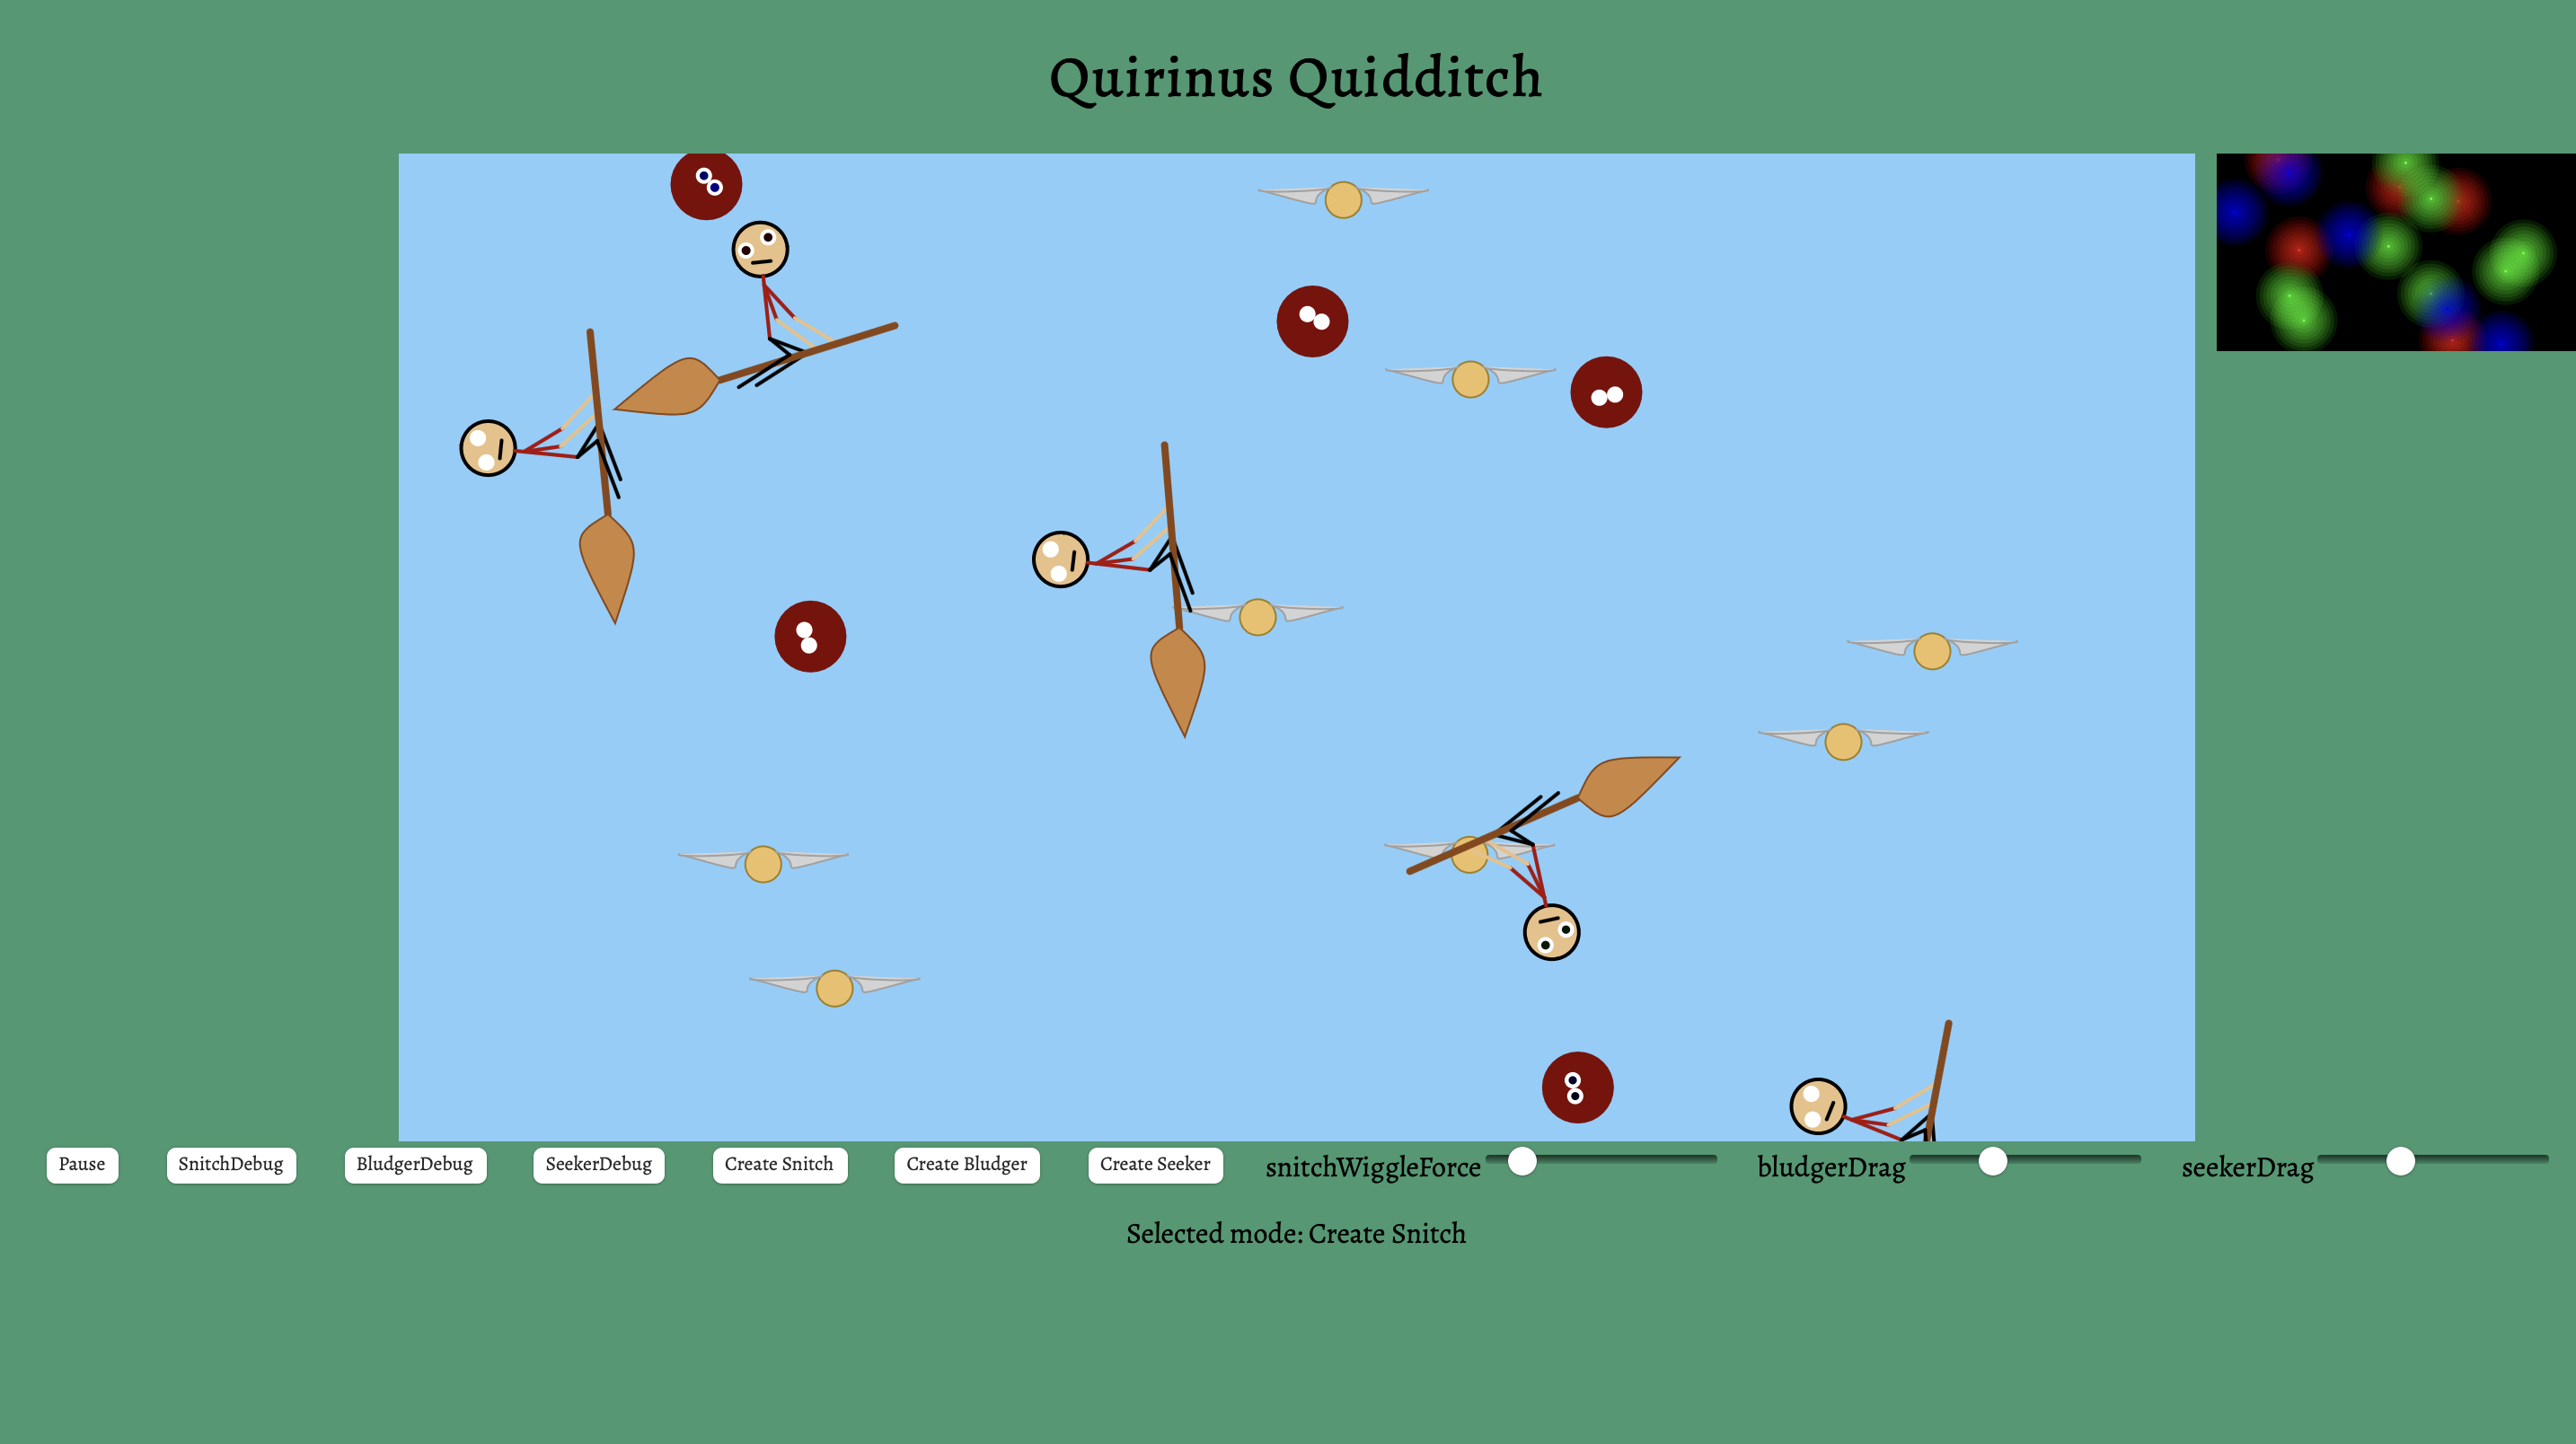 Quirinus Quidditch
Pause SnitchDebug BludgerDebug SeekerDebug Create Snitch Create Bludger Create Seeker snitchWiggleForce bludgerDrag seekerDrag
Selected mode: Create Snitch